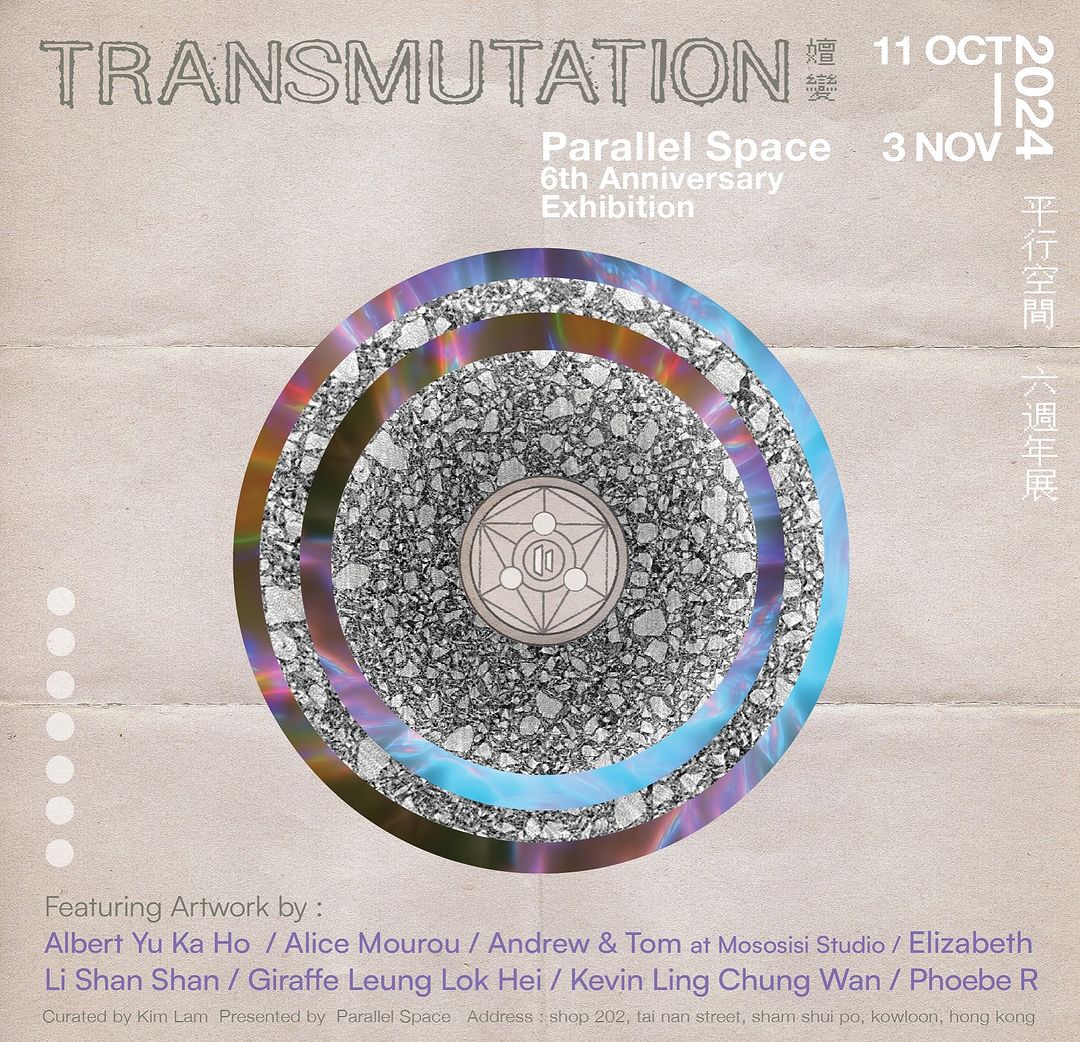 TRANSMUTATION
嬗變
11 OCT
—
3 NOV
2024
Parallel Space
6th Anniversary
Exhibition
平行空間 六週年展
Featuring Artwork by :
Albert Yu Ka Ho / Alice Mourou / Andrew & Tom at Mososisi Studio / Elizabeth
Li Shan Shan / Giraffe Leung Lok Hei / Kevin Ling Chung Wan / Phoebe R
Curated by Kim Lam Presented by Parallel Space Address : shop 202, tai nan street, sham shui po, kowloon, hong kong